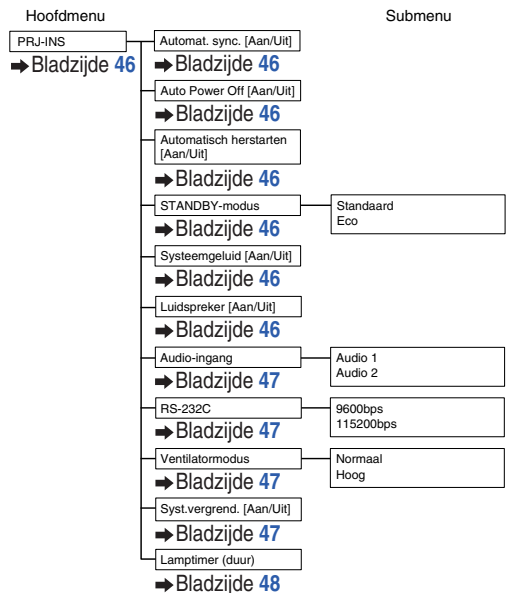 Hoofdmenu
Submenu
PRJ-INS
➡Bladzijde 46
Automat. sync. [Aan/Uit]
➡Bladzijde 46
Auto Power Off [Aan/Uit]
➡Bladzijde 46
Automatisch herstarten
[Aan/Uit]
➡Bladzijde 46
STANDBY-modus
➡Bladzijde 46
Standaard
Eco
Systeemgeluid [Aan/Uit]
➡Bladzijde 46
Luidspreker [Aan/Uit]
➡Bladzijde 46
Audio-ingang
➡Bladzijde 47
Audio 1
Audio 2
RS-232C
➡Bladzijde 47
9600bps
115200bps
Ventilatormodus
➡Bladzijde 47
Normaal
Hoog
Syst.vergrend. [Aan/Uit]
➡Bladzijde 47
Lamptimer (duur)
➡Bladzijde 48